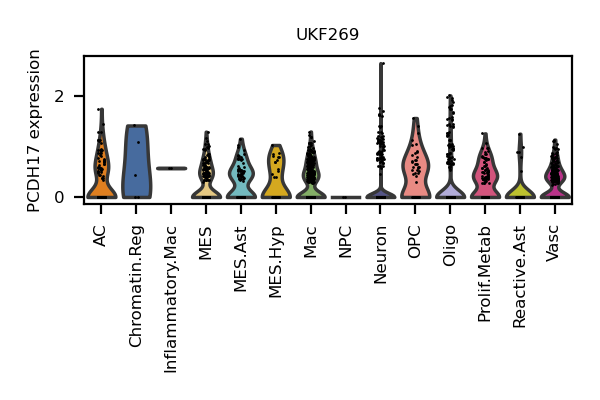 UKF269
PCDH17 expression
2
0
AC
Chromatin.Reg
Inflammatory.Mac
MES
MES.Ast
MES.Hyp
Mac
NPC
Neuron
OPC
Oligo
Prolif.Metab
Reactive.Ast
Vasc